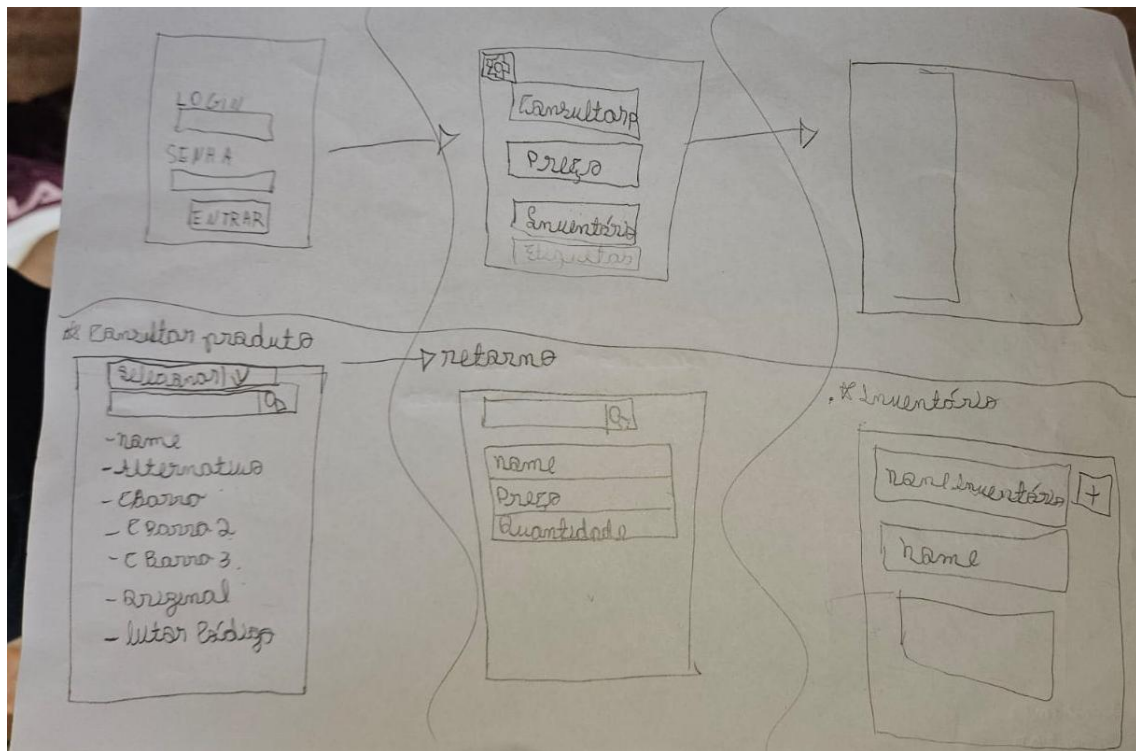 LOGIN
SENHA
ENTRAR
Consultar P
Preço
Inventário
Etiquetas
* Consultar produto
Selecionar
- nome
- Alternativo
- CBarra
- C Barra 2
- C Barra 3
- Original
- Código
retorno
nome
Preço
Quantidade
* Inventário
nome Inventário +
nome